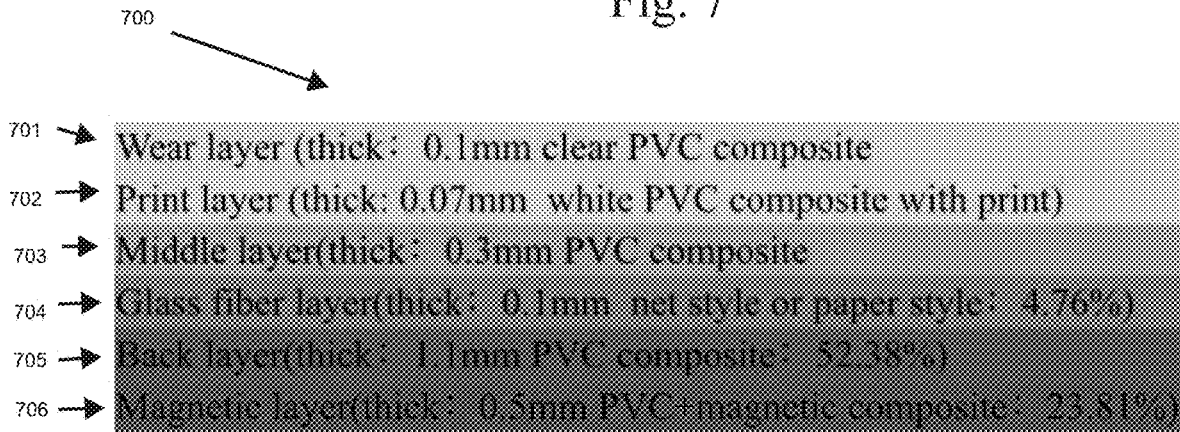 Fig. 7
700
701 Wear layer (thick： 0.1mm clear PVC composite
702 Print layer (thick: 0.07mm white PVC composite with print)
703 Middle layer(thick： 0.3mm PVC composite
704 Glass fiber layer(thick： 0.1mm net style or paper style： 4.76%)
705 Back layer(thick： 1.1mm PVC composite： 52.38%)
706 Magnetic layer(thick： 0.5mm PVC+magnetic composite： 23.81%)